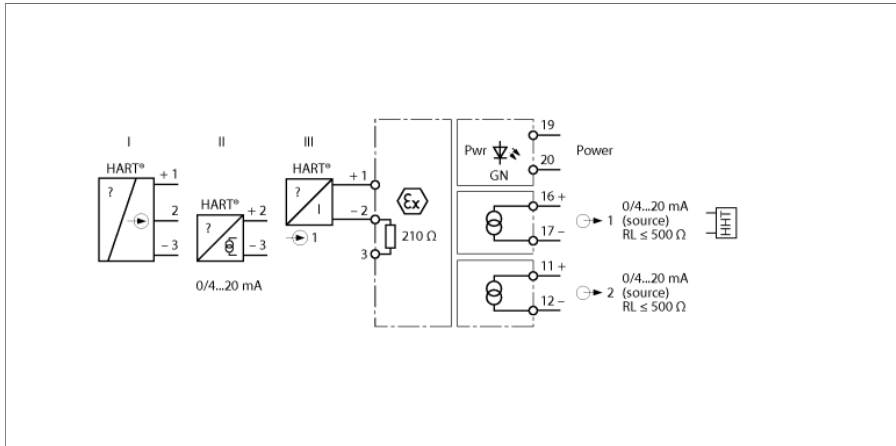 I II III
HART®
? 
+ 1
2
– 3
HART®
?
+ 2
– 3
0/4...20 mA
HART®
?
I
+ 1
– 2
3
1
Ex
210 Ω
Pwr
GN
19
20
Power
16 +
17 –
1
0/4...20 mA
(source)
RL ≤ 500 Ω
HHT
11 +
12 –
2
0/4...20 mA
(source)
RL ≤ 500 Ω